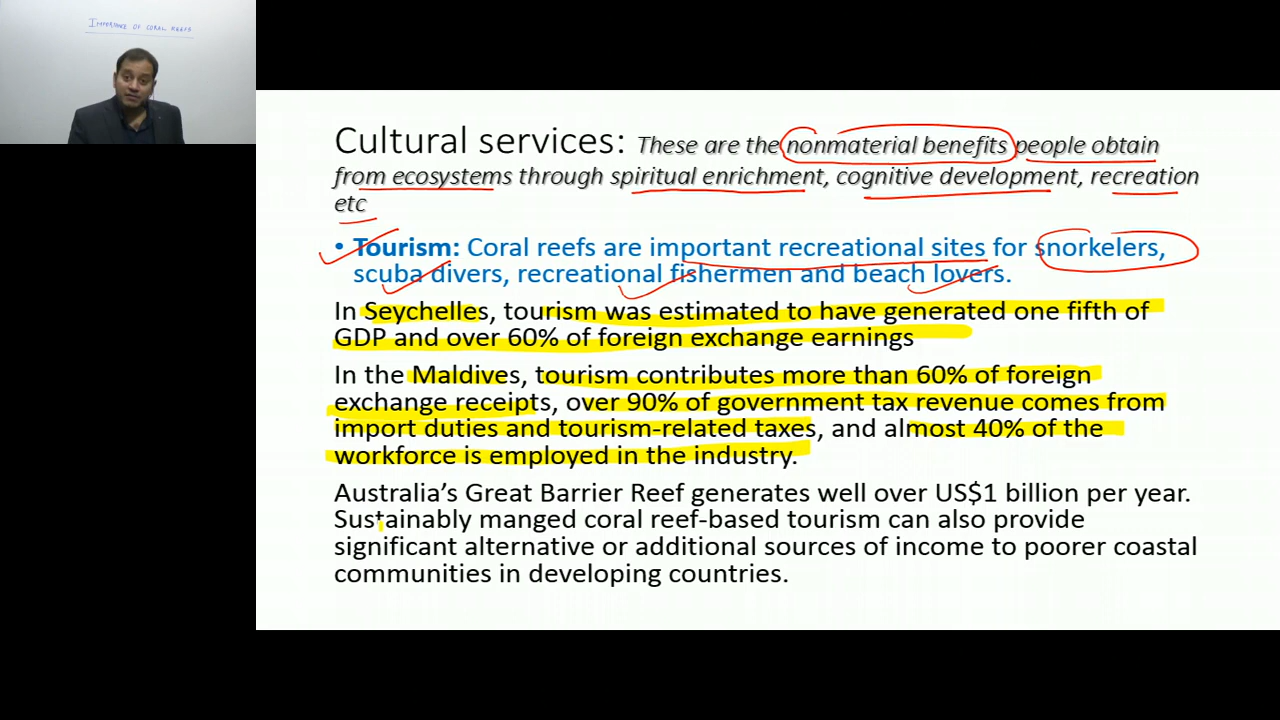 IMPORTANCE OF CORAL REEFS
Cultural services: These are the nonmaterial benefits people obtain
from ecosystems through spiritual enrichment, cognitive development, recreation
etc
• Tourism: Coral reefs are important recreational sites for snorkelers,
scuba divers, recreational fishermen and beach lovers.
In Seychelles, tourism was estimated to have generated one fifth of
GDP and over 60% of foreign exchange earnings
In the Maldives, tourism contributes more than 60% of foreign
exchange receipts, over 90% of government tax revenue comes from
import duties and tourism-related taxes, and almost 40% of the
workforce is employed in the industry.
Australia’s Great Barrier Reef generates well over US$1 billion per year.
Sustainably manged coral reef-based tourism can also provide
significant alternative or additional sources of income to poorer coastal
communities in developing countries.